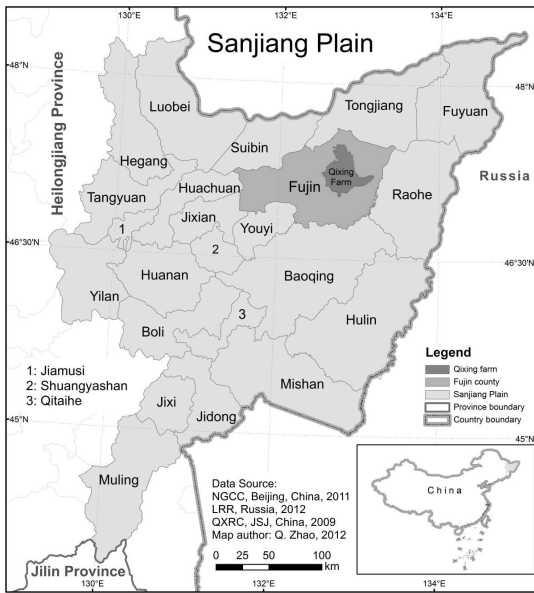 130°E
132°E
134°E
Sanjiang Plain
48°N
48°N
Heilongjiang Province
Luobei
Tongjiang
Fuyuan
Suibin
Hegang
Qixing
Farm
Russia
Tangyuan
Huachuan
Fujin
Raohe
Jixian
1
Youyi
46°30'N
2
46°30'N
Huanan
Baoqing
Yilan
3
Hulin
Boli
1: Jiamusi
2: Shuangyashan
3: Qitaihe
Legend
Qixing farm
Fujin county
Sanjiang Plain
Province boundary
Country boundary
Mishan
Jixi
Jidong
45°N
45°N
Muling
China
Data Source:
NGCC, Beijing, China, 2011
LRR, Russia, 2012
QXRC, JSJ, China, 2009
Map author: Q. Zhao, 2012
0 25 50 100
km
Jilin Province
130°E
132°E
134°E